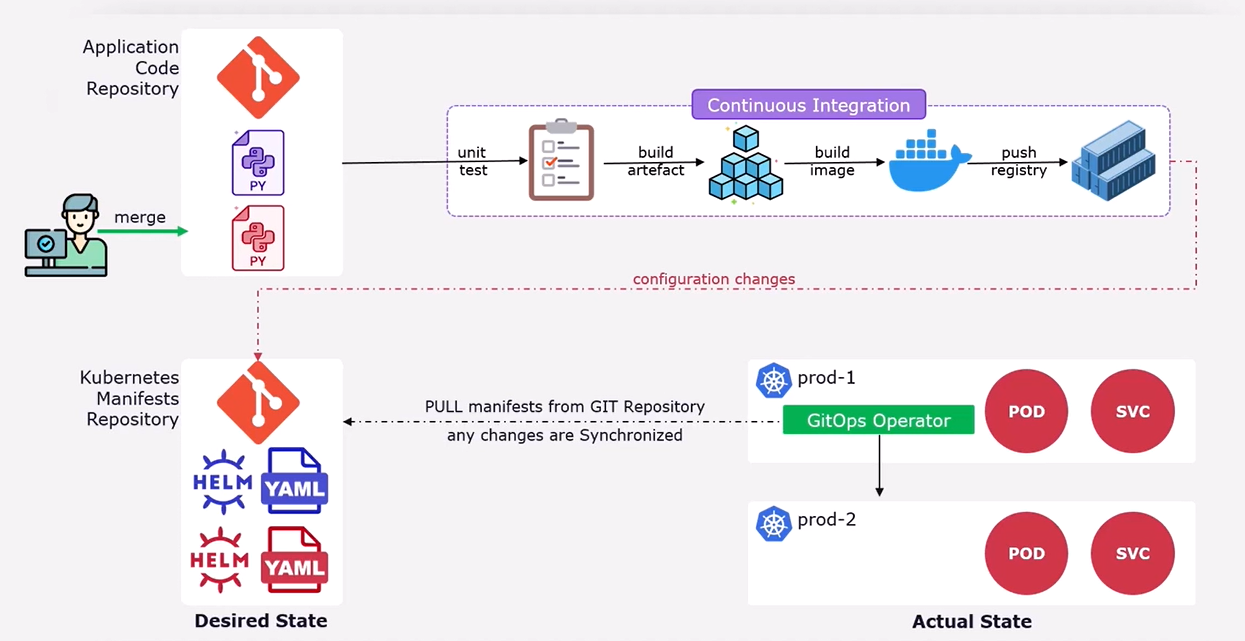 Application
Code
Repository
PY
PY
merge
Continuous Integration
unit
test
build
artefact
build
image
push
registry
configuration changes
Kubernetes
Manifests
Repository
HELM
YAML
HELM
YAML
Desired State
PULL manifests from GIT Repository
any changes are Synchronized
prod-1
GitOps Operator
POD
SVC
prod-2
POD
SVC
Actual State